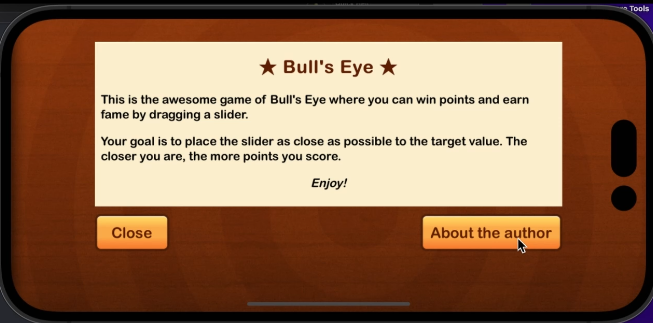 Tools
★ Bull's Eye ★
This is the awesome game of Bull's Eye where you can win points and earn
fame by dragging a slider.
Your goal is to place the slider as close as possible to the target value. The
closer you are, the more points you score.
Enjoy!
Close
About the author